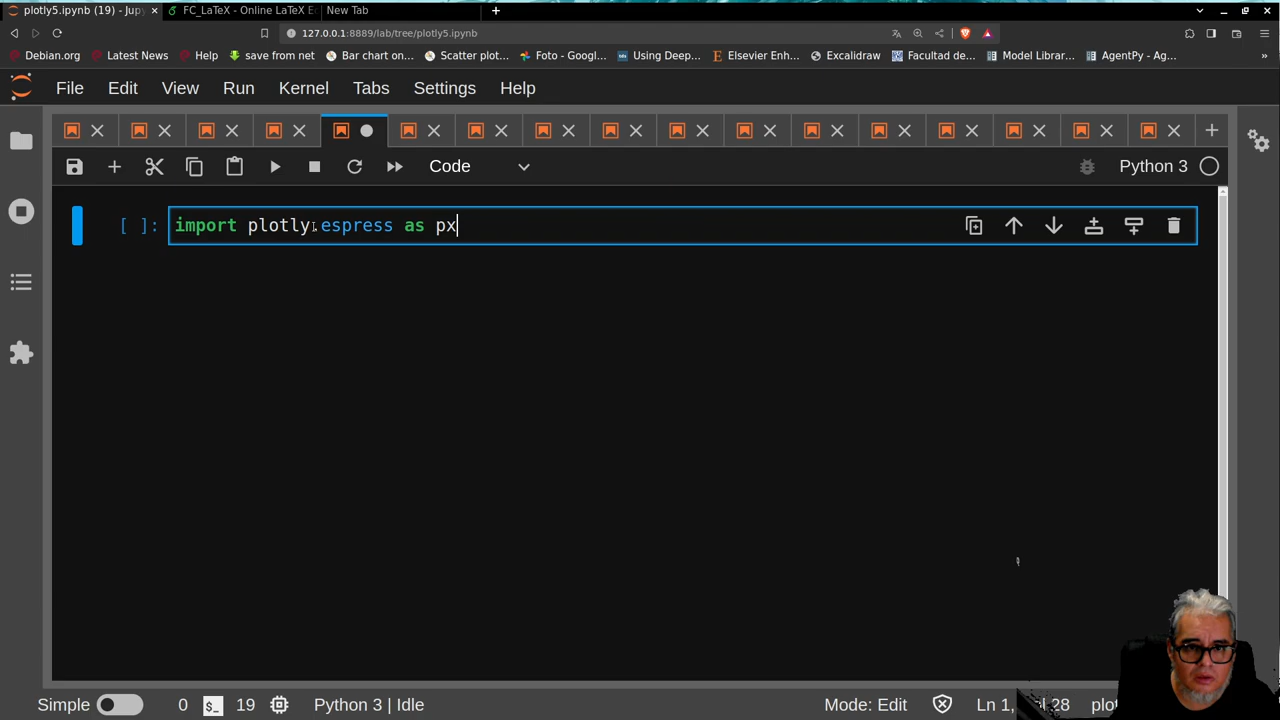 plotly5.ipynb (19) - Jupy
FC_LaTeX - Online LaTeX E
New Tab
127.0.0.1:8889/lab/tree/plotly5.ipynb
Debian.org
Latest News
Help
save from net
Bar chart on...
Scatter plot...
Foto - Googl...
Using Deep...
Elsevier Enh...
Excalidraw
Facultad de...
Model Librar...
AgentPy - Ag...
»
File
Edit
View
Run
Kernel
Tabs
Settings
Help
Code
Python 3
[ ]:
import plotly.espress as px
Simple
0
$_
19
Python 3 | Idle
Mode: Edit
Ln 1,
28